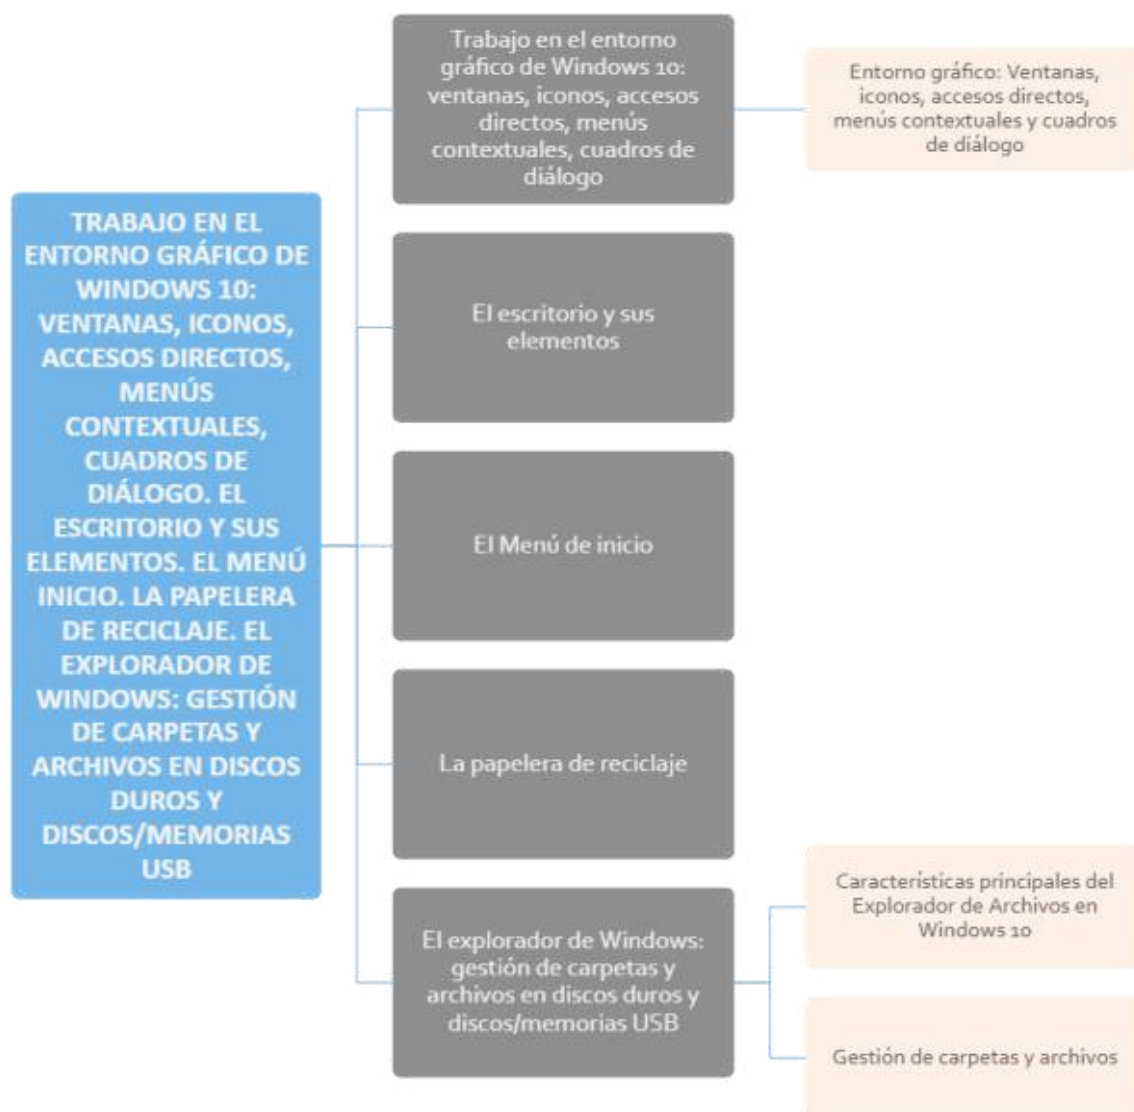 TRABAJO EN EL
ENTORNO GRÁFICO DE
WINDOWS 10:
VENTANAS, ICONOS,
ACCESOS DIRECTOS,
MENÚS
CONTEXTUALES,
CUADROS DE
DIÁLOGO. EL
ESCRITORIO Y SUS
ELEMENTOS. EL MENÚ
INICIO. LA PAPELERA
DE RECICLAJE. EL
EXPLORADOR DE
WINDOWS: GESTIÓN
DE CARPETAS Y
ARCHIVOS EN DISCOS
DUROS Y
DISCOS/MEMORIAS
USB
Trabajo en el entorno
gráfico de Windows 10:
ventanas, iconos, accesos
directos, menús
contextuales, cuadros de
diálogo
Entorno gráfico: Ventanas,
iconos, accesos directos,
menús contextuales y cuadros
de diálogo
El escritorio y sus
elementos
El Menú de inicio
La papelera de reciclaje
El explorador de Windows:
gestión de carpetas y
archivos en discos duros y
discos/memorias USB
Características principales del
Explorador de Archivos en
Windows 10
Gestión de carpetas y archivos